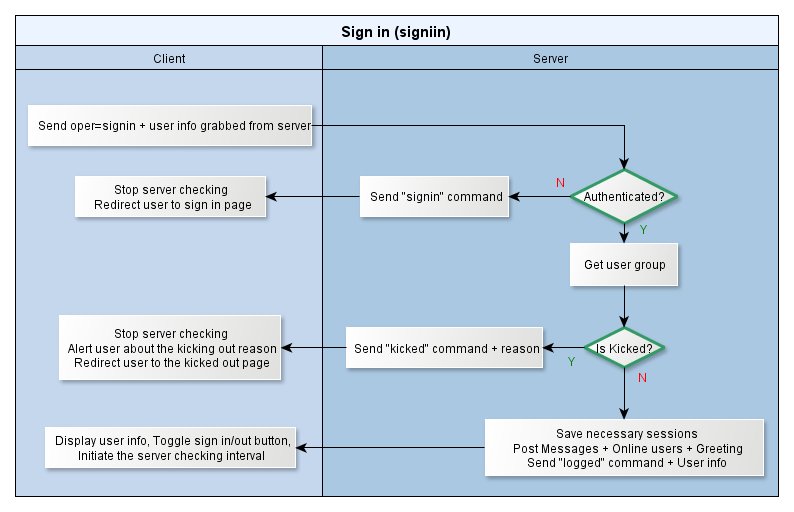 Sign in (signiin)
Client
Server
Send oper=signin + user info grabbed from server
Authenticated?
N
Send "signin" command
Stop server checking
Redirect user to sign in page
Y
Get user group
Is Kicked?
Y
Send "kicked" command + reason
Stop server checking
Alert user about the kicking out reason
Redirect user to the kicked out page
N
Save necessary sessions
Post Messages + Online users + Greeting
Send "logged" command + User info
Display user info, Toggle sign in/out button,
Initiate the server checking interval